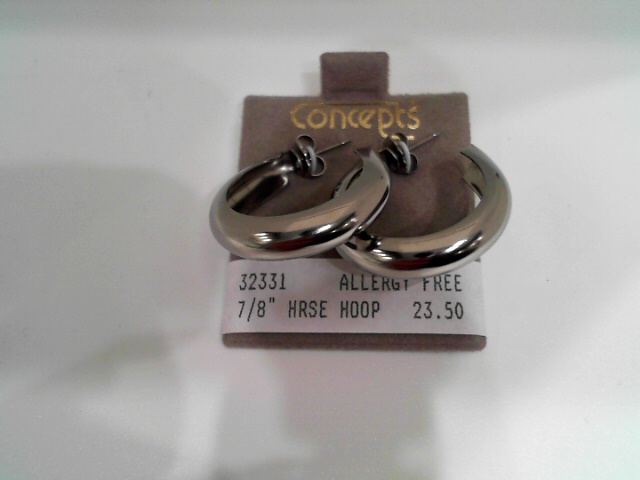 Concepts
32331 ALLERGY FREE
7/8" HRSE HOOP 23.50